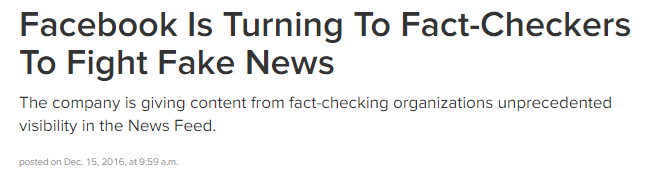 Facebook Is Turning To Fact-Checkers
To Fight Fake News
The company is giving content from fact-checking organizations unprecedented
visibility in the News Feed.
posted on Dec. 15, 2016, at 9:59 a.m.